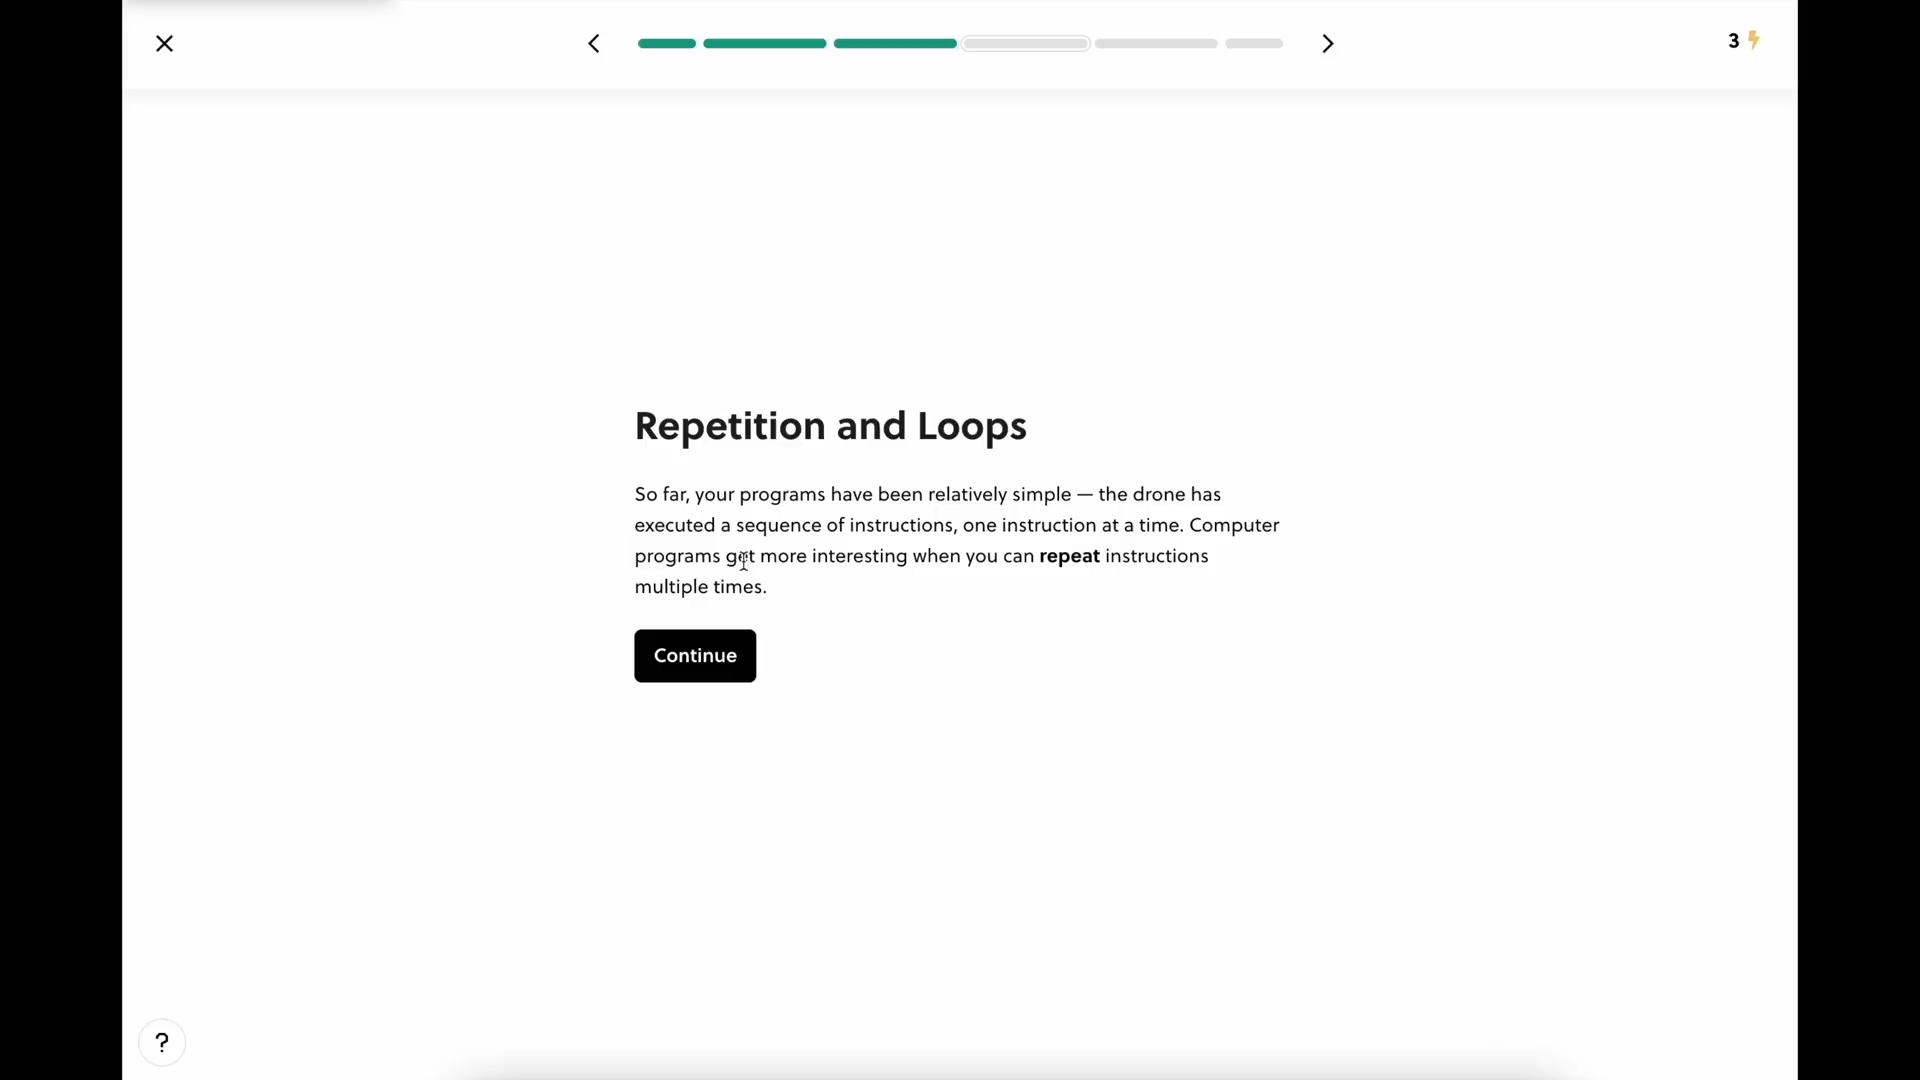 3
Repetition and Loops
So far, your programs have been relatively simple — the drone has
executed a sequence of instructions, one instruction at a time. Computer
programs get more interesting when you can repeat instructions
multiple times.
Continue
?